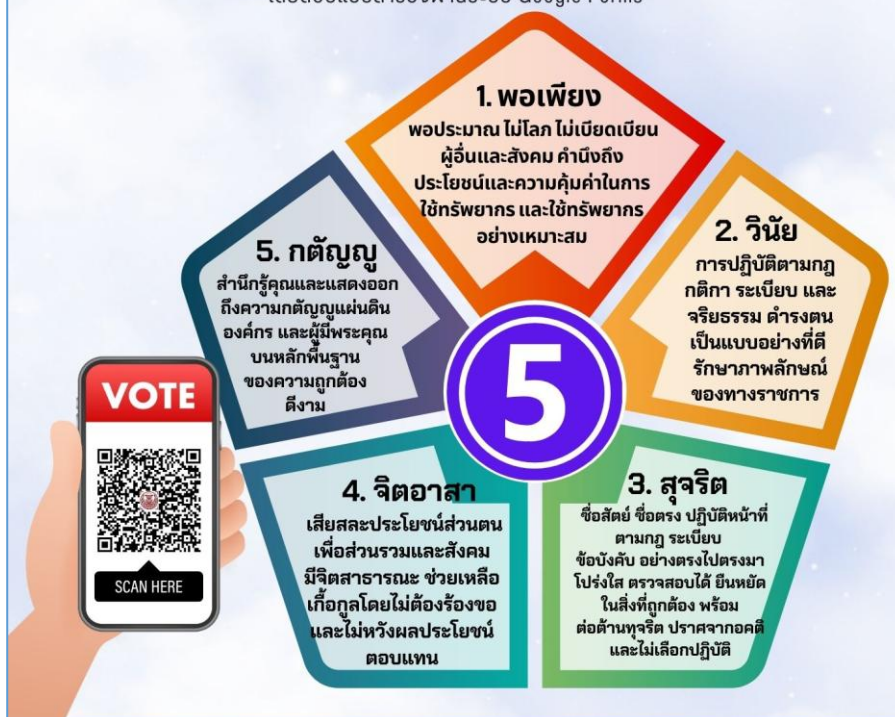 1. พอเพียง
พอประมาณ ไม่โลภ ไม่เบียดเบียน
ผู้อื่นและสังคม คำนึงถึง
ประโยชน์และความคุ้มค่าในการ
ใช้ทรัพยากร และใช้ทรัพยากร
อย่างเหมาะสม
2. วินัย
การปฏิบัติตามกฎ
กติกา ระเบียบ และ
จริยธรรม ดำรงตน
เป็นแบบอย่างที่ดี
รักษาภาพลักษณ์
ของทางราชการ
3. สุจริต
ซื่อสัตย์ ซื่อตรง ปฏิบัติหน้าที่
ตามกฎ ระเบียบ
ข้อบังคับ อย่างตรงไปตรงมา
โปร่งใส ตรวจสอบได้ ยืนหยัด
ในสิ่งที่ถูกต้อง พร้อม
ต่อต้านทุจริต ปราศจากอคติ
และไม่เลือกปฏิบัติ
4. จิตอาสา
เสียสละประโยชน์ส่วนตน
เพื่อส่วนรวมและสังคม
มีจิตสาธารณะ ช่วยเหลือ
เกื้อกูลโดยไม่ต้องร้องขอ
และไม่หวังผลประโยชน์
ตอบแทน
5. กตัญญู
สำนึกรู้คุณและแสดงออก
ถึงความกตัญญูแผ่นดิน
องค์กร และผู้มีพระคุณ
บนหลักพื้นฐาน
ของความถูกต้อง
ดีงาม
5
VOTE
SCAN HERE